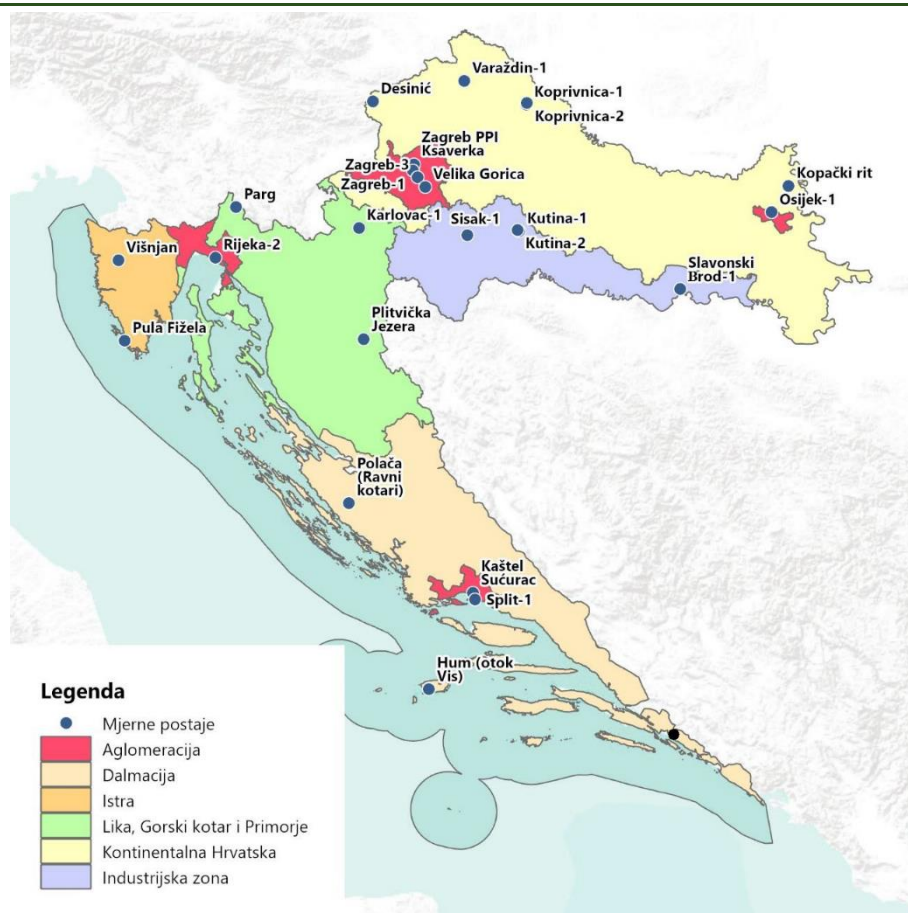 Varaždin-1
Desinić
Koprivnica-1
Koprivnica-2
Zagreb PPI
Ksaverka
Zagreb-3
Zagreb-1
Velika Gorica
Kopački rit
Osijek-1
Parg
Karlovac-1
Sisak-1
Kutina-1
Kutina-2
Višnjan
Rijeka-2
Slavonski
Brod-1
Pula Fižela
Plitvička
Jezera
Polača
(Ravni
kotari)
Kaštel
Sućurac
Split-1
Hum (otok
Vis)
Legenda
Mjerne postaje
Aglomeracija
Dalmacija
Istra
Lika, Gorski kotar i Primorje
Kontinentalna Hrvatska
Industrijska zona